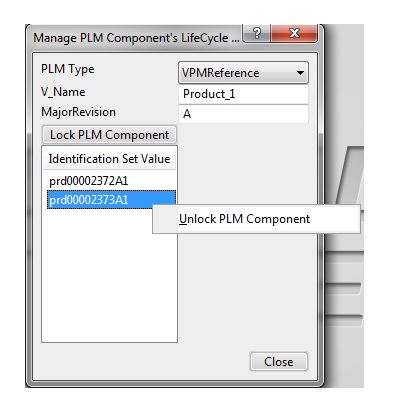 Manage PLM Component's LifeCycle ... ?
PLM Type VPMReference
V_Name Product_1
MajorRevision A
Lock PLM Component
Identification Set Value
prd00002372A1
prd00002373A1
Unlock PLM Component
Close